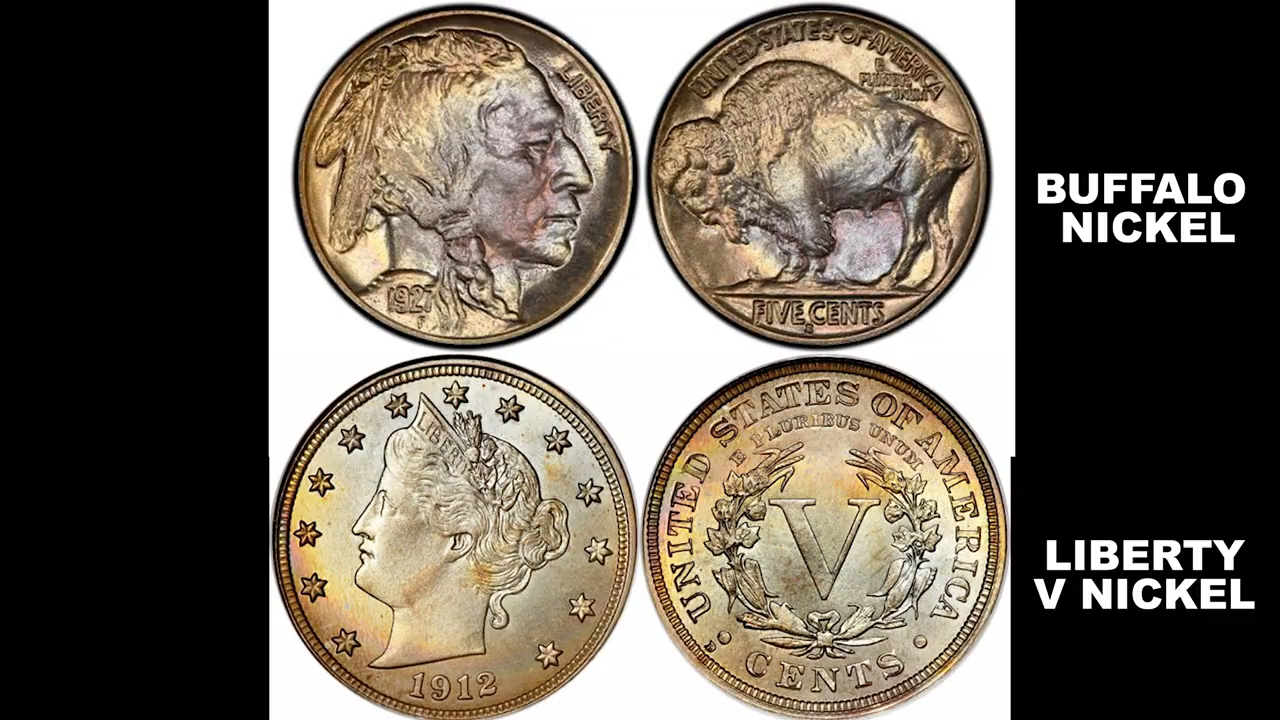 LIBERTY
1927
F
UNITED STATES OF AMERICA
E
PLURIBUS
UNUM
FIVE CENTS
S
BUFFALO
NICKEL
LIBERTY
1912
UNITED STATES OF AMERICA
E PLURIBUS UNUM
V
D
CENTS
LIBERTY
V NICKEL